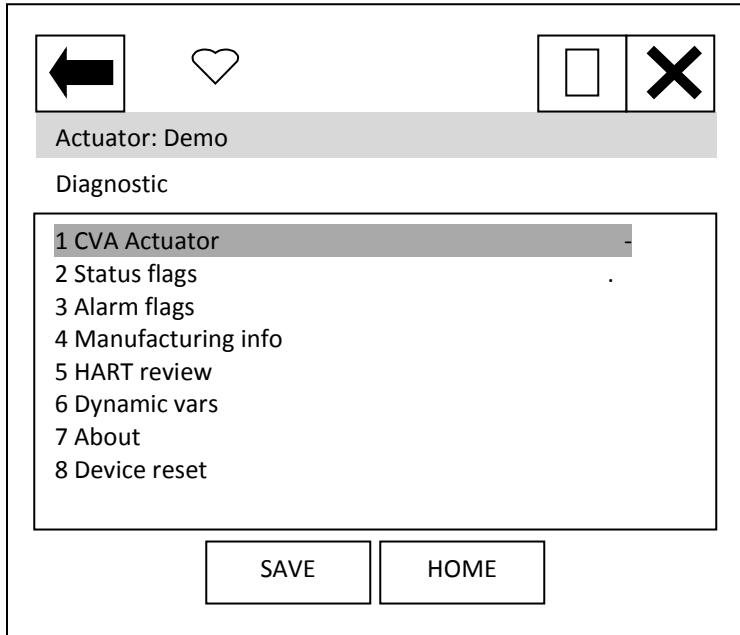 Actuator: Demo
Diagnostic
1 CVA Actuator -
2 Status flags .
3 Alarm flags
4 Manufacturing info
5 HART review
6 Dynamic vars
7 About
8 Device reset
SAVE HOME